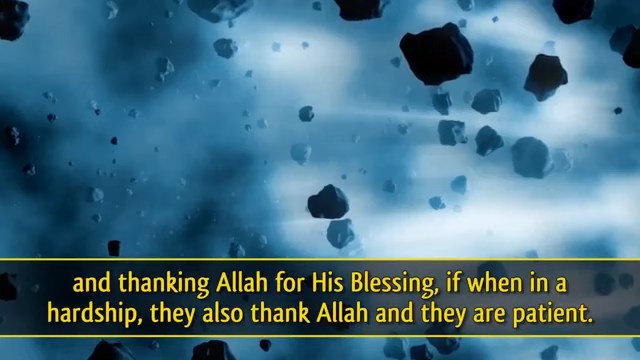 and thanking Allah for His Blessing, if when in a
hardship, they also thank Allah and they are patient.